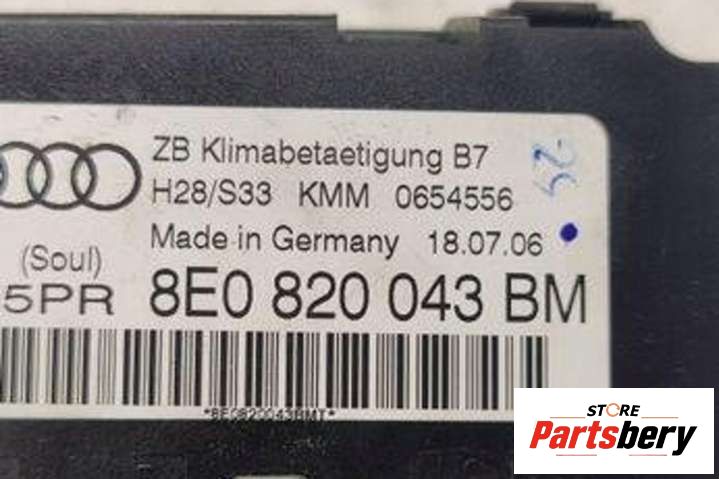 ZB Klimabetaetigung B7
H28/S33 KMM 0654556
Made in Germany 18.07.06
(Soul)
5PR 8E0 820 043 BM
*8E0820043BMT*
STORE
Partsbery